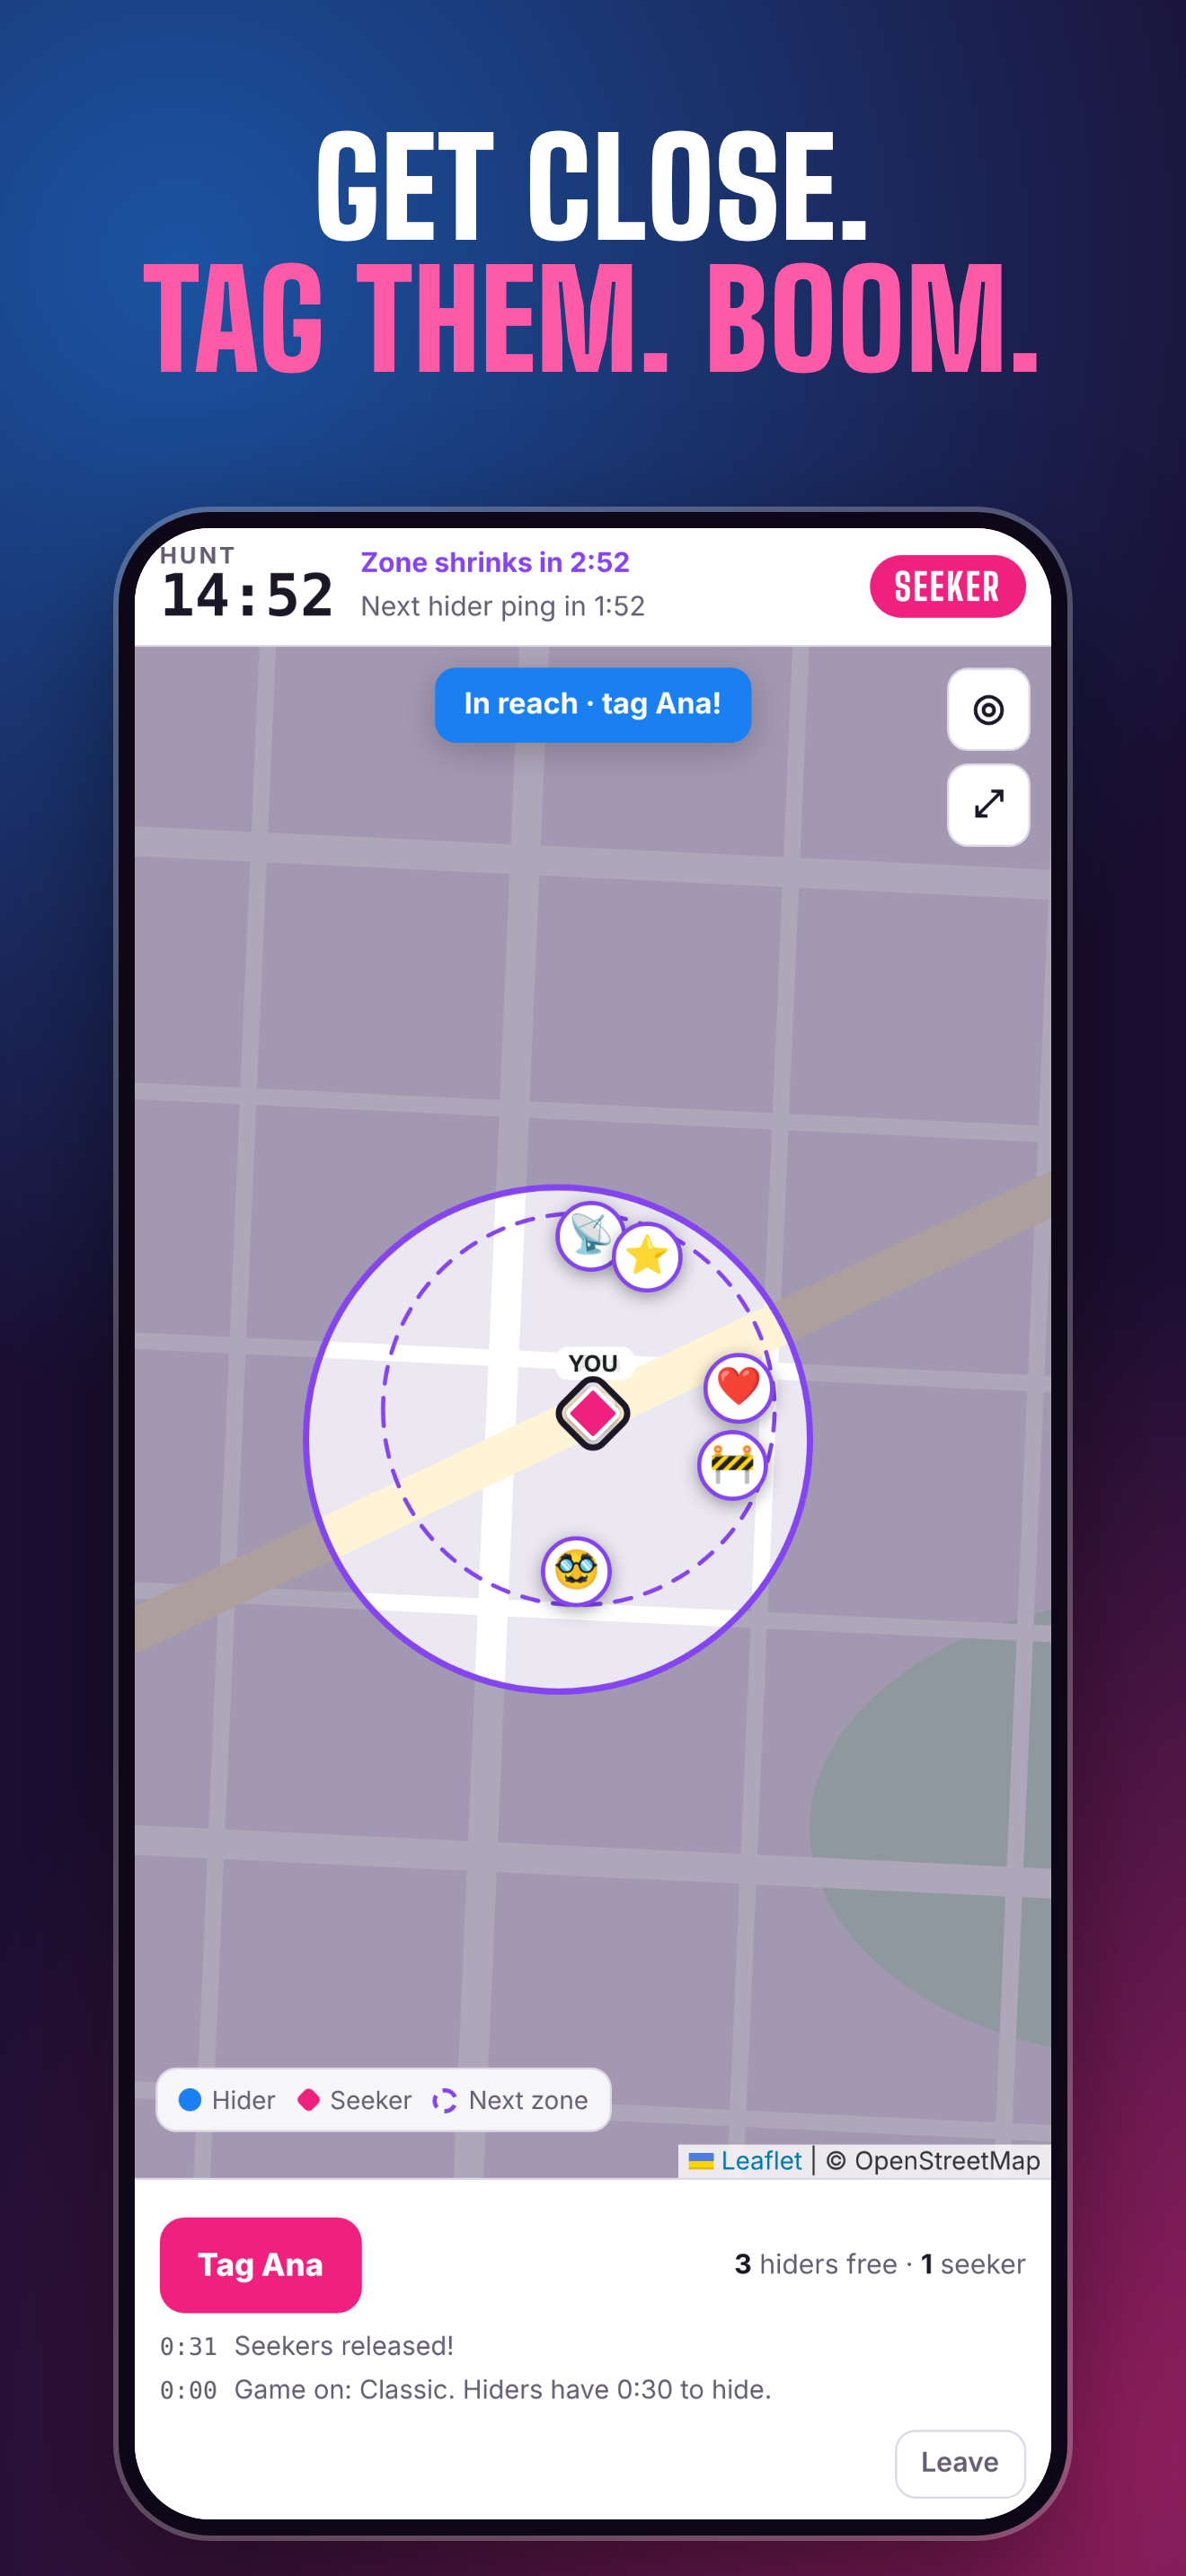 GET CLOSE.
TAG THEM. BOOM.
HUNT
14:52
Zone shrinks in 2:52
Next hider ping in 1:52
SEEKER
In reach · tag Ana!
YOU
Hider Seeker Next zone
Leaflet | © OpenStreetMap
Tag Ana
3 hiders free · 1 seeker
0:31 Seekers released!
0:00 Game on: Classic. Hiders have 0:30 to hide.
Leave